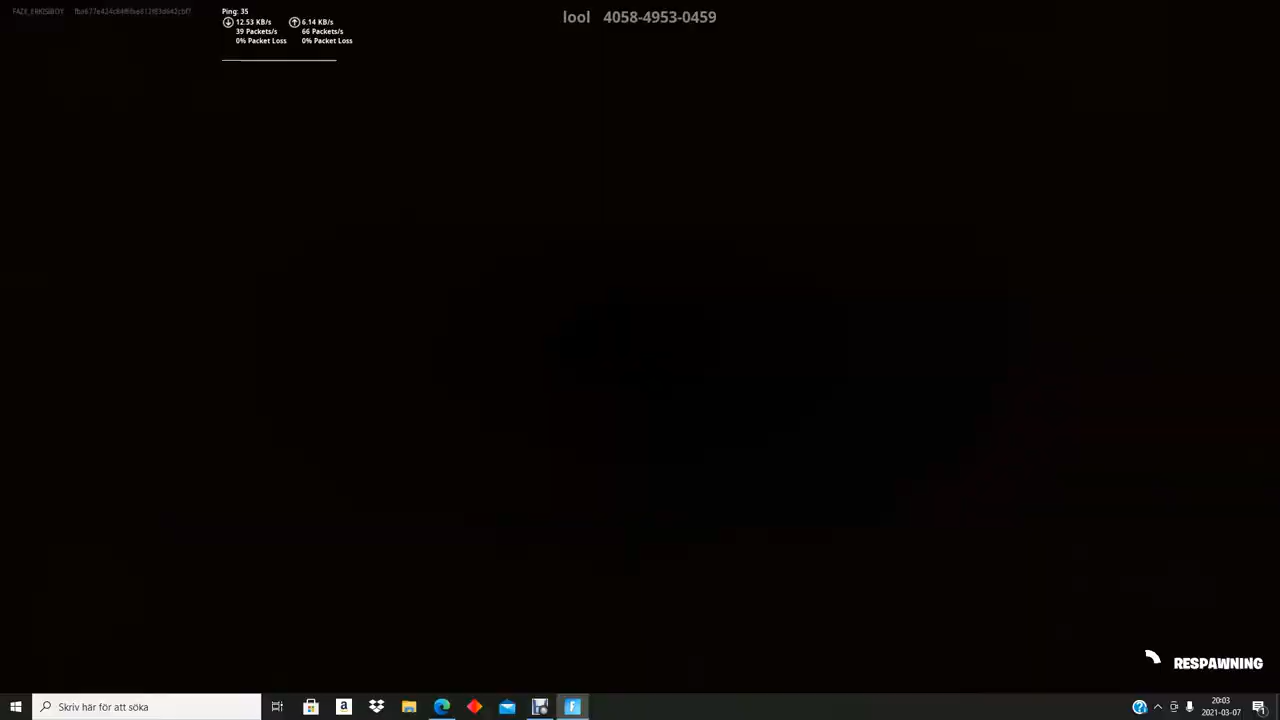 Ping: 35
12.53 KB/s 6.14 KB/s
39 Packets/s 66 Packets/s
0% Packet Loss 0% Packet Loss
lool 4058-4953-0459
RESPAWNING
Skriv här för att söka
20:03
2021-03-07